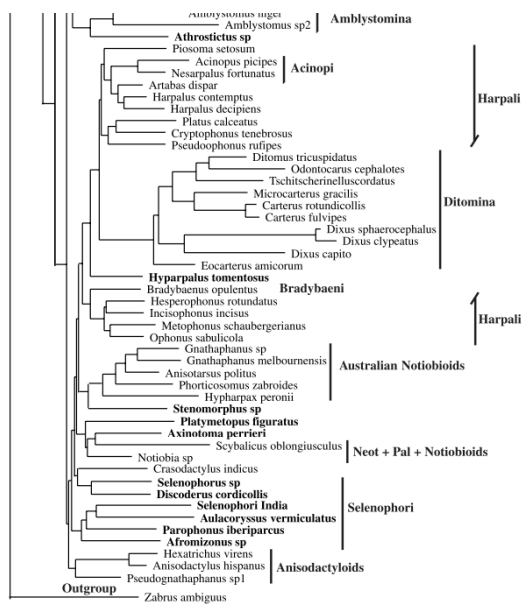 Amblystomus niger
Amblystomus sp2
Amblystomina
Athrostictus sp
Piosoma setosum
Acinopus picipes
Nesarpalus fortunatus
Acinopi
Artabas dispar
Harpalus contemptus
Harpalus decipiens
Harpali
Platus calceatus
Cryptophonus tenebrosus
Pseudoophonus rufipes
Ditomus tricuspidatus
Odontocarus cephalotes
Tschitscherinelluscordatus
Microcarterus gracilis
Carterus rotundicollis
Ditomina
Carterus fulvipes
Dixus sphaerocephalus
Dixus clypeatus
Dixus capito
Eocarterus amicorum
Hyparpalus tomentosus
Bradybaenus opulentus Bradybaeni
Hesperophonus rotundatus
Incisophonus incisus
Harpali
Metophonus schaubergerianus
Ophonus sabulicola
Gnathaphanus sp
Gnathaphanus melbournensis
Australian Notiobioids
Anisotarsus politus
Phorticosomus zabroides
Hypharpax peronii
Stenomorphus sp
Platymetopus figuratus
Axinotoma perrieri
Scybalicus oblongiusculus
Neot + Pal + Notiobioids
Notiobia sp
Crasodactylus indicus
Selenophorus sp
Discoderus cordicollis
Selenophori India
Selenophori
Aulacoryssus vermiculatus
Parophonus iberiparcus
Afromizonus sp
Hexatrichus virens
Anisodactylus hispanus
Anisodactyloids
Pseudognathaphanus sp1
Outgroup
Zabrus ambiguus